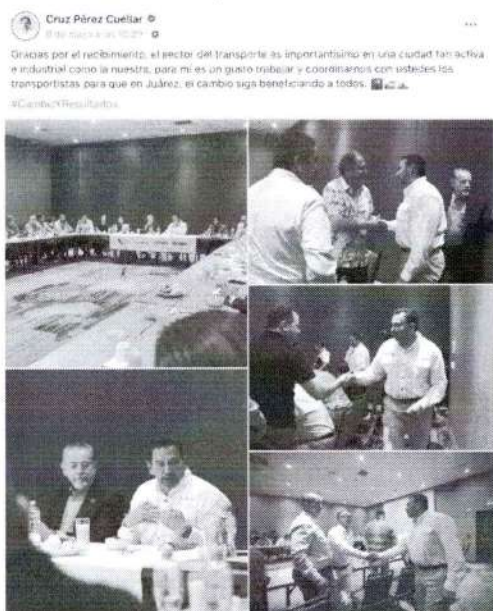 Cruz Pérez Cuellar
Gracias por el recibimiento, el sector del transporte es importantísimo en una ciudad tan activa
e industrial como la nuestra, para mí es un gusto trabajar y coordinarnos con ustedes los
transportistas para que en Juárez, el cambio siga beneficiando a todos.